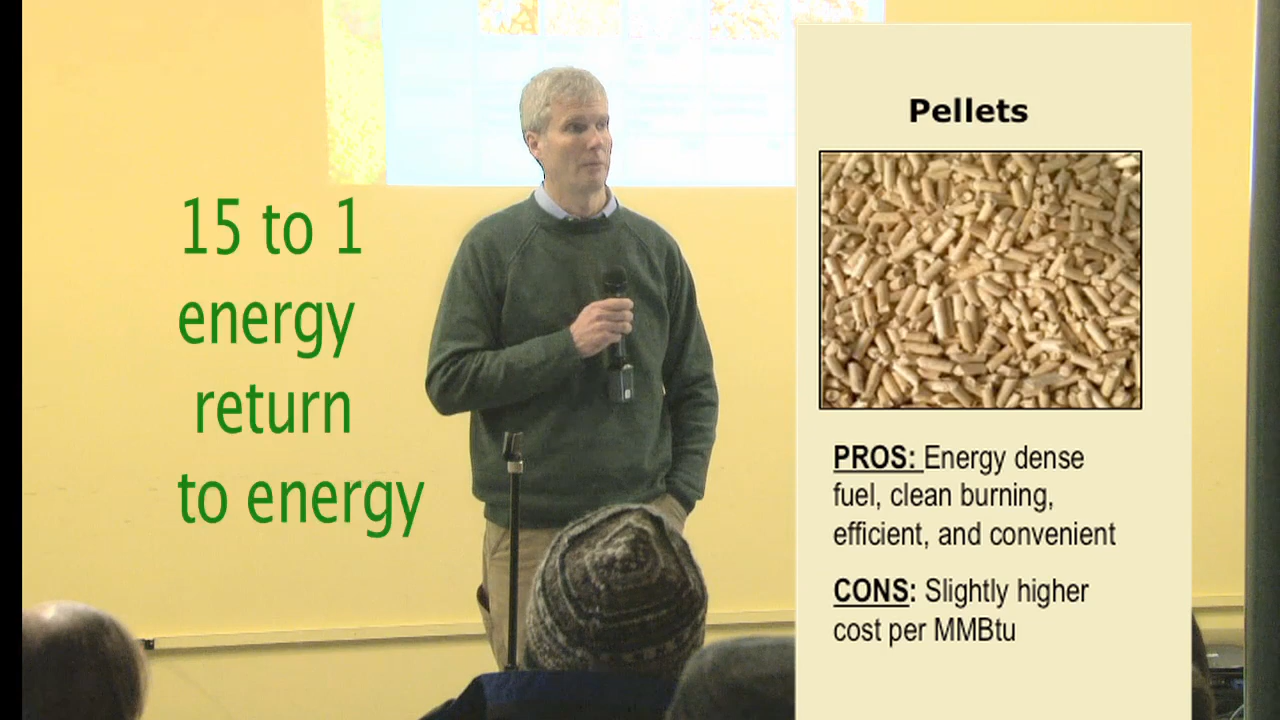 15 to 1
energy
return
to energy
Pellets
PROS: Energy dense
fuel, clean burning,
efficient, and convenient
CONS: Slightly higher
cost per MMBtu